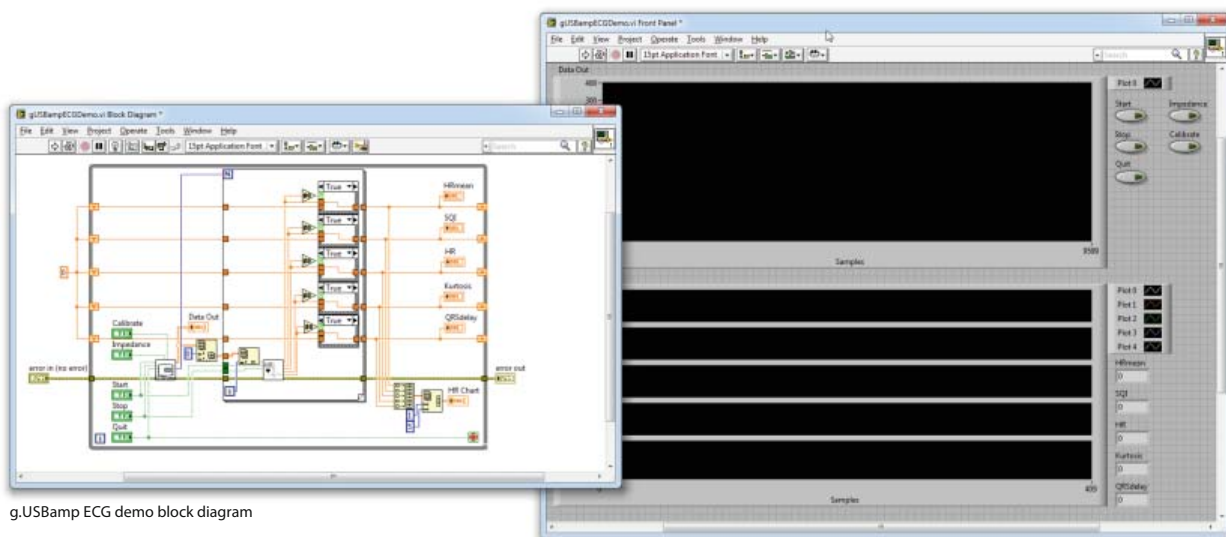 gUSBampECGDemo.vi Front Panel *
File Edit View Project Operate Tools Window Help
15pt Application Font
Search
Data Out
400
300
Plot 0
Start
Impedance
Stop
Calibrate
Quit
9589
Samples
Plot 0
Plot 1
Plot 2
Plot 3
Plot 4
HRmean
0
SQI
0
HR
0
Kurtosis
0
QRSdelay
0
499
Samples
gUSBampECGDemo.vi Block Diagram *
File Edit View Project Operate Tools Window Help
15pt Application Font
Search
N
True
HRmean
True
SQI
True
HR
True
Kurtosis
True
QRSdelay
Data Out
Calibrate
Impedance
error in (no error)
error out
Start
HR Chart
Stop
Quit
i
i
g.USBamp ECG demo block diagram